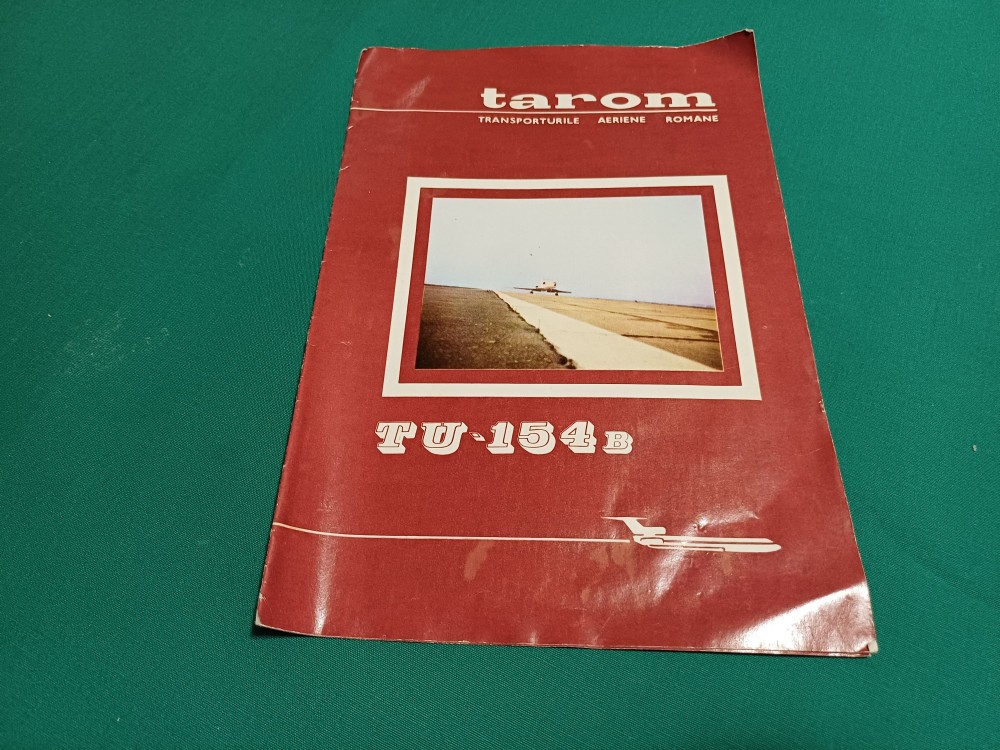 tarom
TRANSPORTURILE AERIENE ROMANE
TU-154B